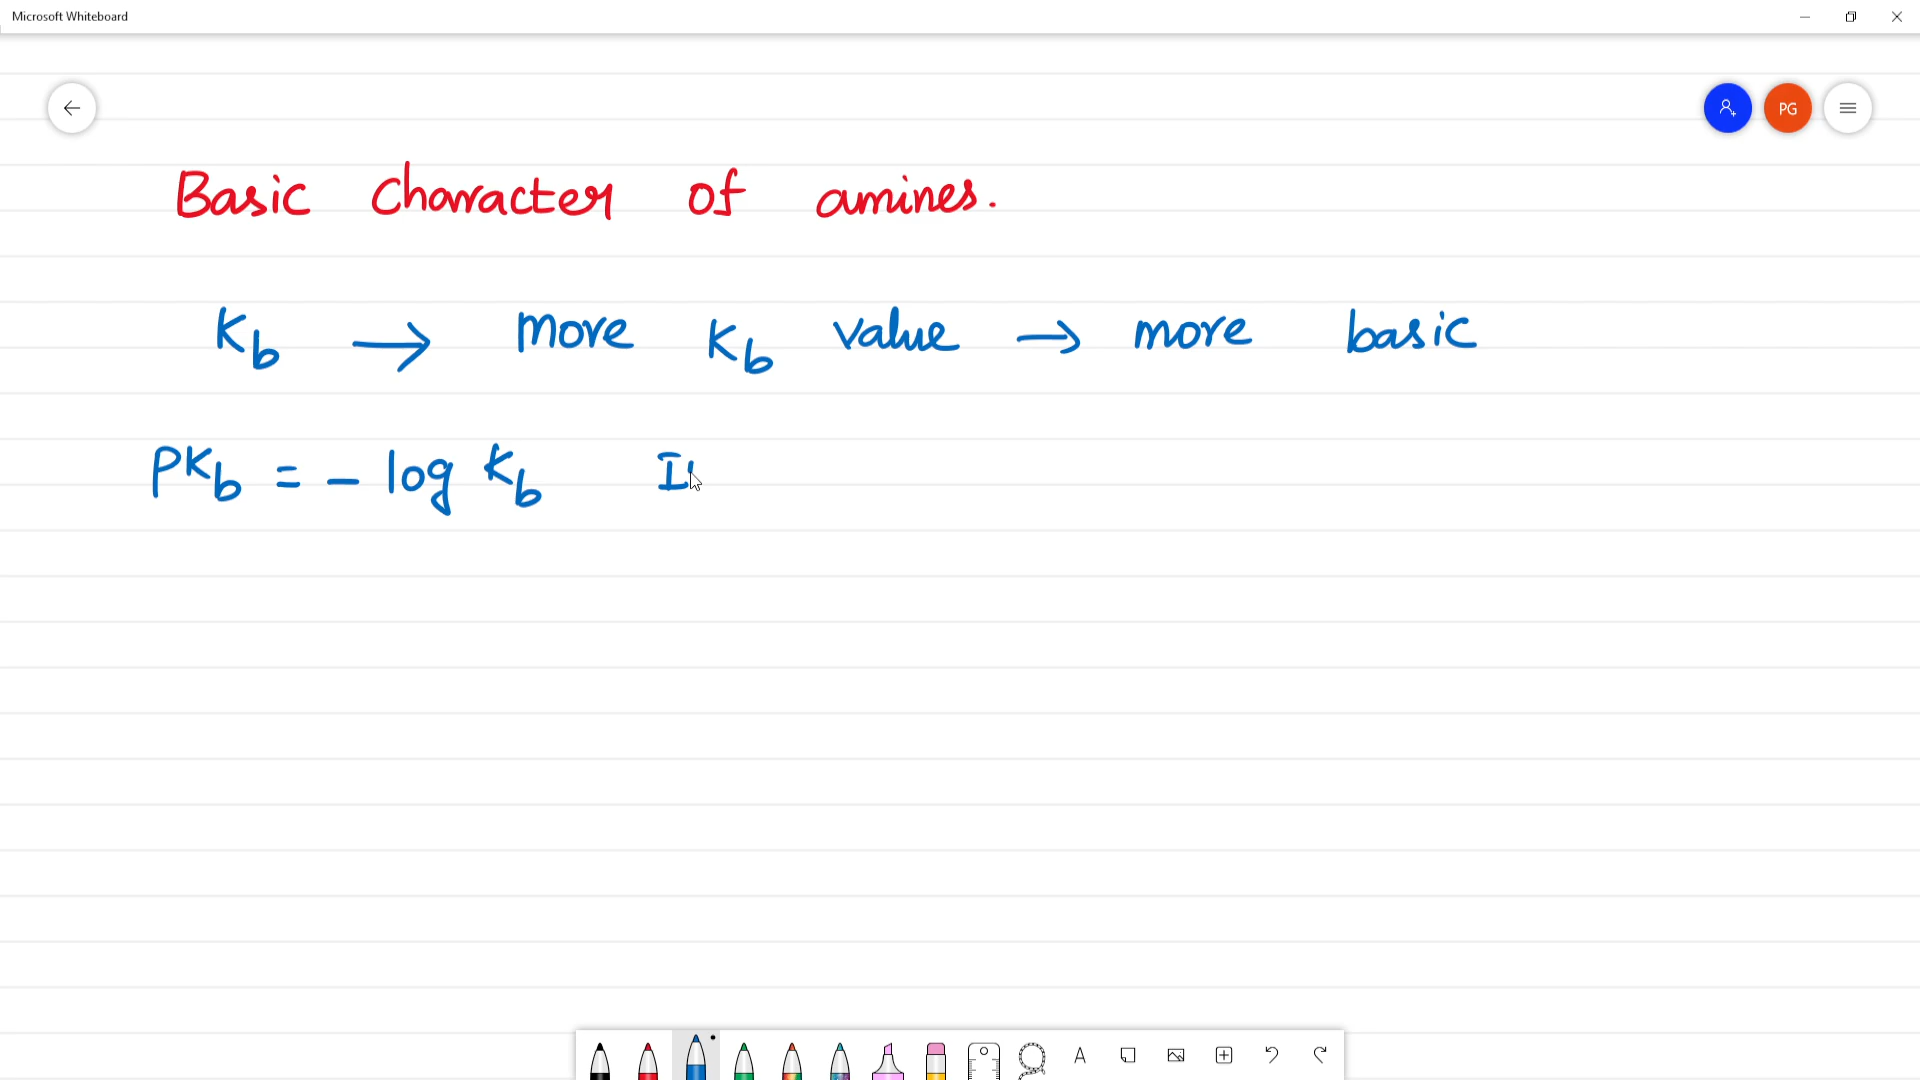 Microsoft Whiteboard
PG
Basic Character of amines.
Kb → more Kb value → more basic
PKb = - log Kb
A